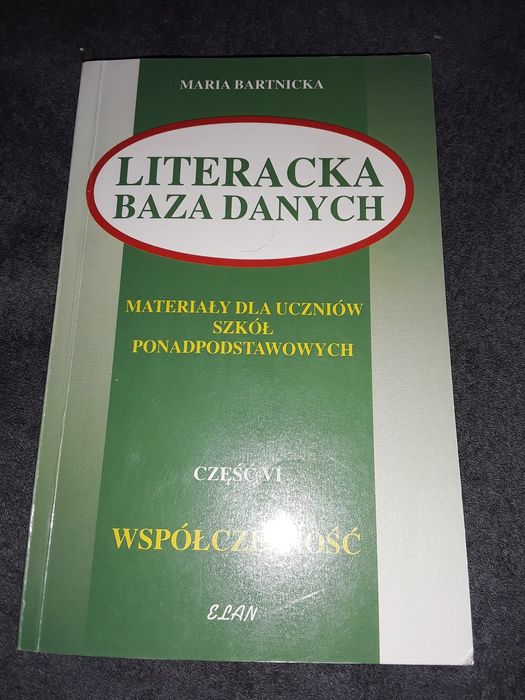 MARIA BARTNICKA
LITERACKA
BAZA DANYCH
MATERIAŁY DLA UCZNIÓW
SZKÓŁ
PONADPODSTAWOWYCH
CZĘŚĆ VI
WSPÓŁCZESNOŚĆ
ELAN